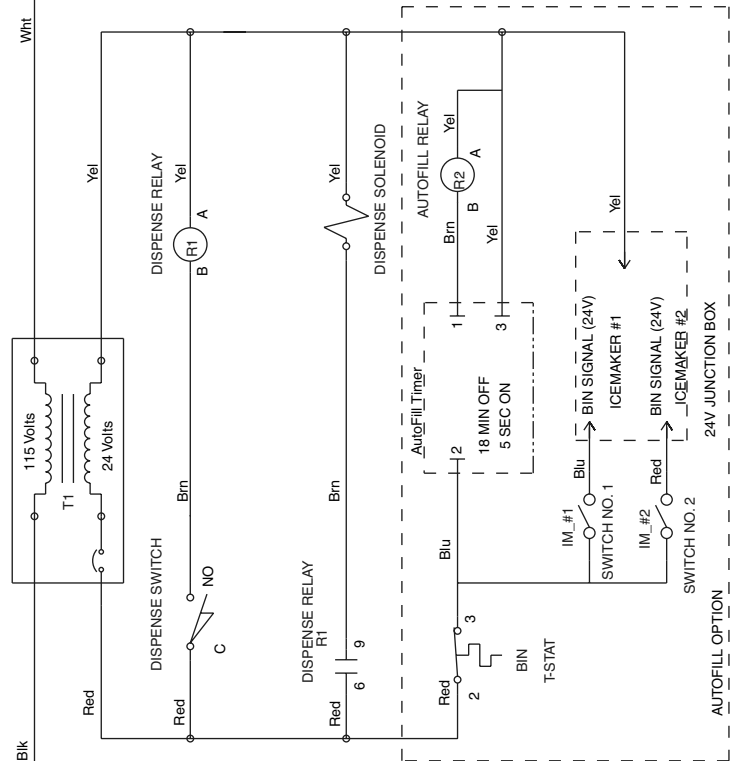 Wht
Blk
115 Volts
T1
24 Volts
Red
Yel
DISPENSE SWITCH
Red
C
NO
Brn
DISPENSE RELAY
B
R1
A
Yel
DISPENSE RELAY
R1
Red
6
9
Brn
DISPENSE SOLENOID
Yel
AUTOFILL RELAY
Brn
B
R2
A
Yel
Yel
AutoFill Timer
2
1
3
18 MIN OFF
5 SEC ON
Red
2
3
BIN
T-STAT
Blu
IM_#1
SWITCH NO. 1
Blu
BIN SIGNAL (24V)
ICEMAKER #1
IM_#2
SWITCH NO. 2
Red
BIN SIGNAL (24V)
ICEMAKER #2
Yel
24V JUNCTION BOX
AUTOFILL OPTION